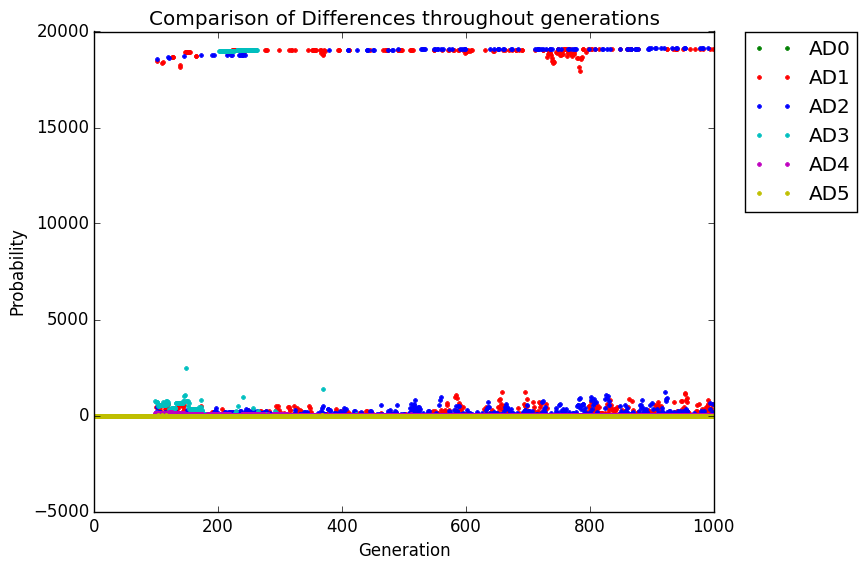 Comparison of Differences throughout generations
20000
15000
10000
5000
0
−5000
Probability
0 200 400 600 800 1000
Generation
AD0
AD1
AD2
AD3
AD4
AD5